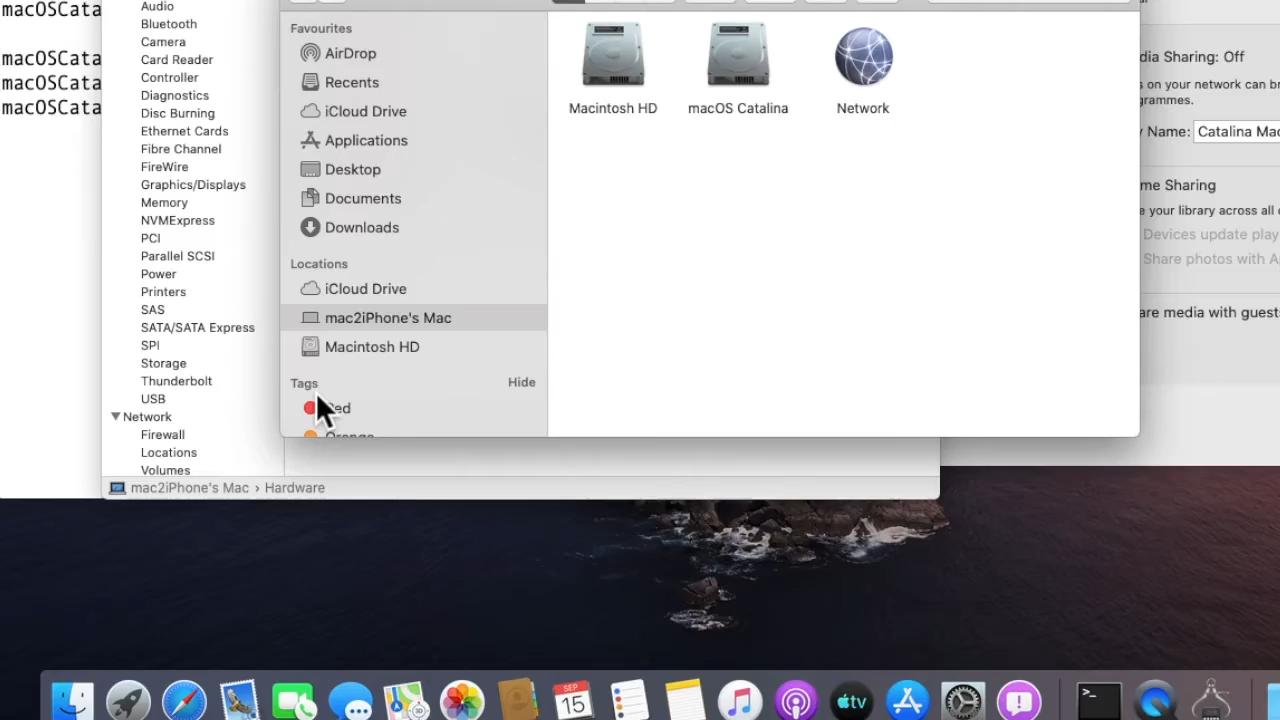 macOSCata
macOSCata
macOSCata
macOSCata
Audio
Bluetooth
Camera
Card Reader
Controller
Diagnostics
Disc Burning
Ethernet Cards
Fibre Channel
FireWire
Graphics/Displays
Memory
NVMExpress
PCI
Parallel SCSI
Power
Printers
SAS
SATA/SATA Express
SPI
Storage
Thunderbolt
USB
Network
Firewall
Locations
Volumes
mac2iPhone's Mac › Hardware
Favourites
AirDrop
Recents
iCloud Drive
Applications
Desktop
Documents
Downloads
Locations
iCloud Drive
mac2iPhone's Mac
Macintosh HD
Tags Hide
ed
Orange
Macintosh HD
macOS Catalina
Network
dia Sharing: Off
s on your network can b
grammes.
y Name: Catalina Mac
me Sharing
e your library across all
Devices update play
Share photos with A
are media with guest
SEP
15
tv
>_